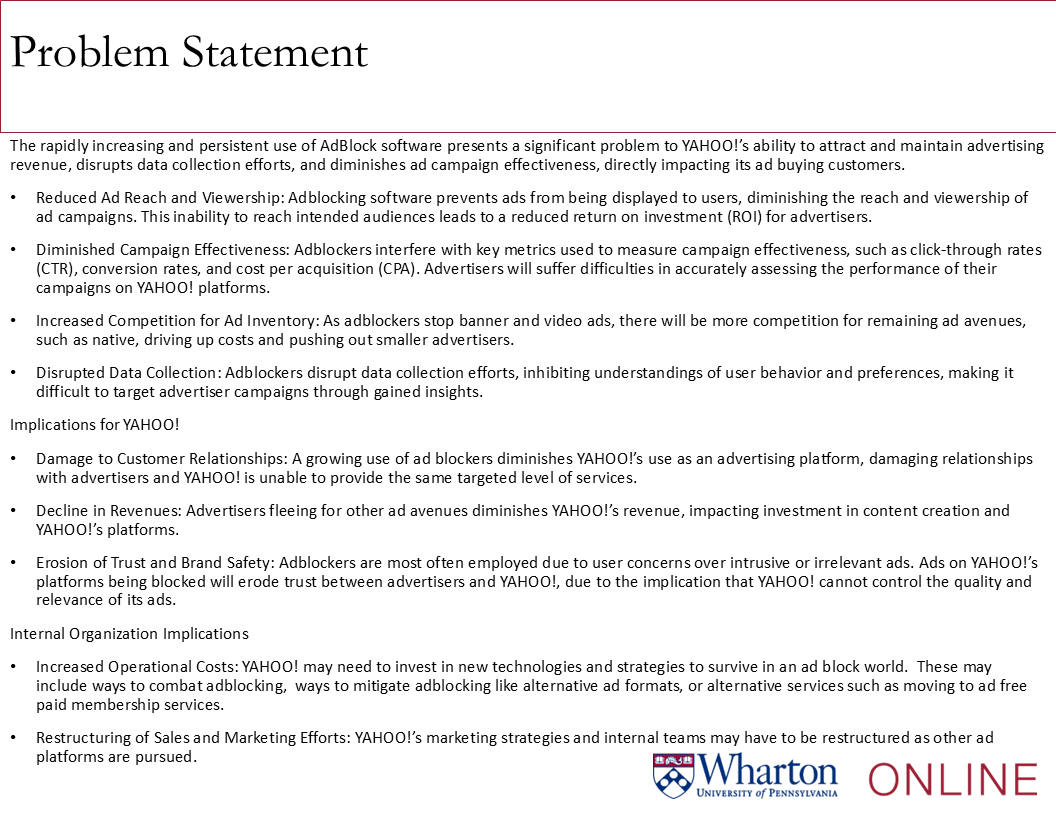 Problem Statement
The rapidly increasing and persistent use of AdBlock software presents a significant problem to YAHOO!’s ability to attract and maintain advertising
revenue, disrupts data collection efforts, and diminishes ad campaign effectiveness, directly impacting its ad buying customers.
• Reduced Ad Reach and Viewership: Adblocking software prevents ads from being displayed to users, diminishing the reach and viewership of
ad campaigns. This inability to reach intended audiences leads to a reduced return on investment (ROI) for advertisers.
• Diminished Campaign Effectiveness: Adblockers interfere with key metrics used to measure campaign effectiveness, such as click-through rates
(CTR), conversion rates, and cost per acquisition (CPA). Advertisers will suffer difficulties in accurately assessing the performance of their
campaigns on YAHOO! platforms.
• Increased Competition for Ad Inventory: As adblockers stop banner and video ads, there will be more competition for remaining ad avenues,
such as native, driving up costs and pushing out smaller advertisers.
• Disrupted Data Collection: Adblockers disrupt data collection efforts, inhibiting understandings of user behavior and preferences, making it
difficult to target advertiser campaigns through gained insights.
Implications for YAHOO!
• Damage to Customer Relationships: A growing use of ad blockers diminishes YAHOO!’s use as an advertising platform, damaging relationships
with advertisers and YAHOO! is unable to provide the same targeted level of services.
• Decline in Revenues: Advertisers fleeing for other ad avenues diminishes YAHOO!’s revenue, impacting investment in content creation and
YAHOO!’s platforms.
• Erosion of Trust and Brand Safety: Adblockers are most often employed due to user concerns over intrusive or irrelevant ads. Ads on YAHOO!’s
platforms being blocked will erode trust between advertisers and YAHOO!, due to the implication that YAHOO! cannot control the quality and
relevance of its ads.
Internal Organization Implications
• Increased Operational Costs: YAHOO! may need to invest in new technologies and strategies to survive in an ad block world.  These may
include ways to combat adblocking,  ways to mitigate adblocking like alternative ad formats, or alternative services such as moving to ad free
paid membership services.
• Restructuring of Sales and Marketing Efforts: YAHOO!’s marketing strategies and internal teams may have to be restructured as other ad
platforms are pursued.
Wharton ONLINE
UNIVERSITY of PENNSYLVANIA